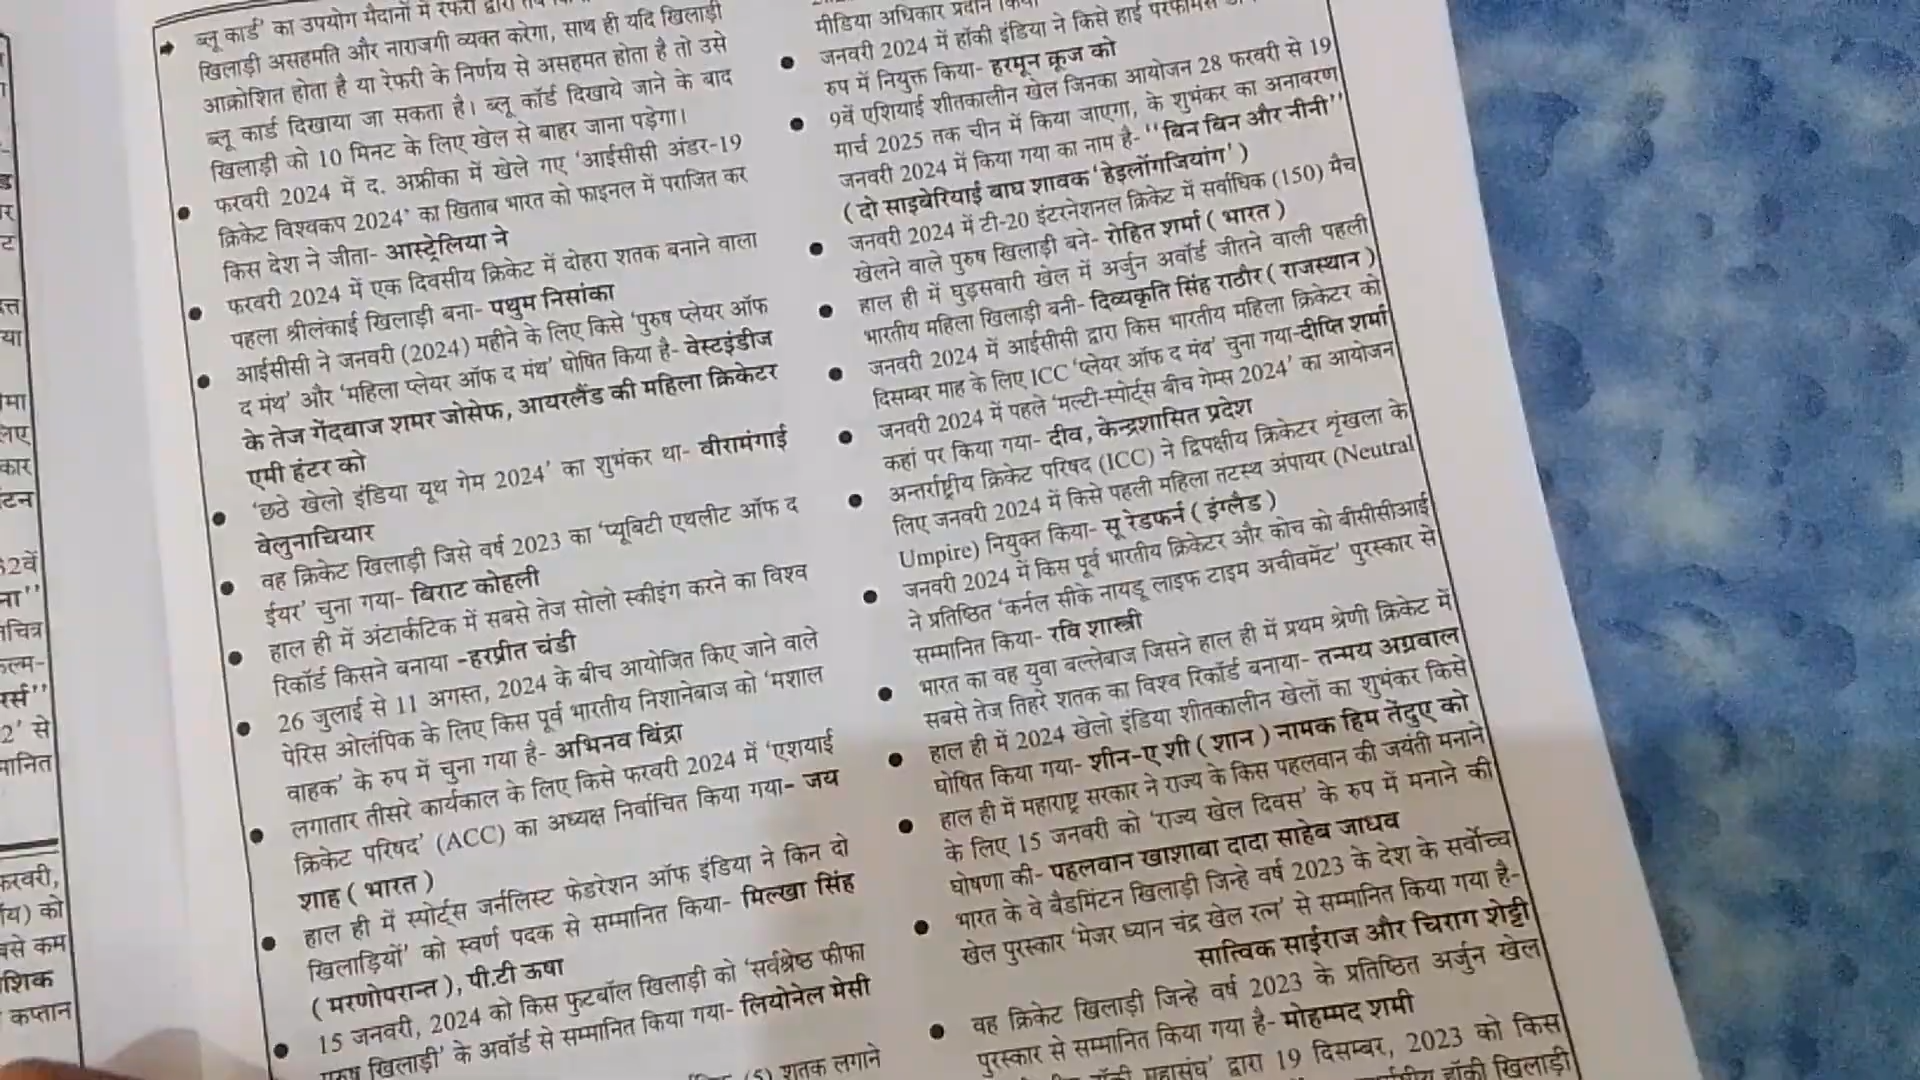 ब्लू कार्ड' का उपयोग मैदानों में रेफरी द्वारा
खिलाड़ी असहमति और नाराजगी व्यक्त करेगा, साथ ही यदि खिलाड़ी
आक्रोशित होता है या रेफरी के निर्णय से असहमत होता है तो उसे
ब्लू कार्ड दिखाया जा सकता है। ब्लू कॉर्ड दिखाये जाने के बाद
खिलाड़ी को 10 मिनट के लिए खेल से बाहर जाना पड़ेगा।
फरवरी 2024 में द. अफ्रीका में खेले गए 'आईसीसी अंडर-19
क्रिकेट विश्वकप 2024' का खिताब भारत को फाइनल में पराजित कर
किस देश ने जीता- आस्ट्रेलिया ने
फरवरी 2024 में एक दिवसीय क्रिकेट में दोहरा शतक बनाने वाला
पहला श्रीलंकाई खिलाड़ी बना- पथुम निसांका
आईसीसी ने जनवरी (2024) महीने के लिए किसे 'पुरुष प्लेयर ऑफ
द मंथ' और 'महिला प्लेयर ऑफ द मंथ' घोषित किया है- वेस्टइंडीज
के तेज गेंदबाज शमर जोसेफ, आयरलैंड की महिला क्रिकेटर
एमी हंटर को
'छठे खेलो इंडिया यूथ गेम 2024' का शुभंकर था- वीरामंगाई
वेलुनाचियार
वह क्रिकेट खिलाड़ी जिसे वर्ष 2023 का 'प्यूबिटी एथलीट ऑफ द
ईयर' चुना गया- विराट कोहली
हाल ही में अंटार्कटिक में सबसे तेज सोलो स्कीइंग करने का विश्व
रिकॉर्ड किसने बनाया -हरप्रीत चंडी
26 जुलाई से 11 अगस्त, 2024 के बीच आयोजित किए जाने वाले
पेरिस ओलंपिक के लिए किस पूर्व भारतीय निशानेबाज को 'मशाल
वाहक' के रुप में चुना गया है- अभिनव बिंद्रा
लगातार तीसरे कार्यकाल के लिए किसे फरवरी 2024 में 'एशयाई
क्रिकेट परिषद' (ACC) का अध्यक्ष निर्वाचित किया गया- जय
शाह ( भारत )
हाल ही में स्पोर्ट्स जर्नलिस्ट फेडरेशन ऑफ इंडिया ने किन दो
खिलाड़ियों' को स्वर्ण पदक से सम्मानित किया- मिल्खा सिंह
( मरणोपरान्त ), पी.टी ऊषा
15 जनवरी, 2024 को किस फुटबॉल खिलाड़ी को 'सर्वश्रेष्ठ फीफा
पुरुष खिलाड़ी' के अवॉर्ड से सम्मानित किया गया- लियोनेल मेसी
(5) शतक लगाने
मीडिया अधिकार प्रदान किया
जनवरी 2024 में हॉकी इंडिया ने किसे हाई परफॉर्मेंस
रुप में नियुक्त किया- हरमून क्रूज को
9वें एशियाई शीतकालीन खेल जिनका आयोजन 28 फरवरी से 19
मार्च 2025 तक चीन में किया जाएगा, के शुभंकर का अनावरण
जनवरी 2024 में किया गया का नाम है- ''बिन बिन और नीनी''
( दो साइबेरियाई बाघ शावक 'हेइलोंगजियांग' )
जनवरी 2024 में टी-20 इंटरनेशनल क्रिकेट में सर्वाधिक (150) मैच
खेलने वाले पुरुष खिलाड़ी बने- रोहित शर्मा ( भारत )
हाल ही में घुड़सवारी खेल में अर्जुन अवॉर्ड जीतने वाली पहली
भारतीय महिला खिलाड़ी बनी- दिव्यकृति सिंह राठौर ( राजस्थान )
जनवरी 2024 में आईसीसी द्वारा किस भारतीय महिला क्रिकेटर को
दिसम्बर माह के लिए ICC 'प्लेयर ऑफ द मंथ' चुना गया-दीप्ति शर्मा
जनवरी 2024 में पहले 'मल्टी-स्पोर्ट्स बीच गेम्स 2024' का आयोजन
कहां पर किया गया- दीव, केन्द्रशासित प्रदेश
अन्तर्राष्ट्रीय क्रिकेट परिषद (ICC) ने द्विपक्षीय क्रिकेटर शृंखला के
लिए जनवरी 2024 में किसे पहली महिला तटस्थ अंपायर (Neutral
Umpire) नियुक्त किया- सू रेडफर्न ( इंग्लैड )
जनवरी 2024 में किस पूर्व भारतीय क्रिकेटर और कोच को बीसीसीआई
ने प्रतिष्ठित 'कर्नल सीके नायडू लाइफ टाइम अचीवमेंट' पुरस्कार से
सम्मानित किया- रवि शास्त्री
भारत का वह युवा बल्लेबाज जिसने हाल ही में प्रथम श्रेणी क्रिकेट में
सबसे तेज तिहरे शतक का विश्व रिकॉर्ड बनाया- तन्मय अग्रवाल
हाल ही में 2024 खेलो इंडिया शीतकालीन खेलों का शुभंकर किसे
घोषित किया गया- शीन-ए शी ( शान ) नामक हिम तेंदुए को
हाल ही में महाराष्ट्र सरकार ने राज्य के किस पहलवान की जयंती मनाने
के लिए 15 जनवरी को 'राज्य खेल दिवस' के रुप में मनाने की
घोषणा की- पहलवान खाशाबा दादा साहेब जाधव
भारत के वे बैडमिंटन खिलाड़ी जिन्हे वर्ष 2023 के देश के सर्वोच्च
खेल पुरस्कार 'मेजर ध्यान चंद्र खेल रत्न' से सम्मानित किया गया है-
सात्विक साईराज और चिराग शेट्टी
वह क्रिकेट खिलाड़ी जिन्हे वर्ष 2023 के प्रतिष्ठित अर्जुन खेल
पुरस्कार से सम्मानित किया गया है- मोहम्मद शमी
हॉकी महासंघ' द्वारा 19 दिसम्बर, 2023 को किस
हॉकी खिलाड़ी